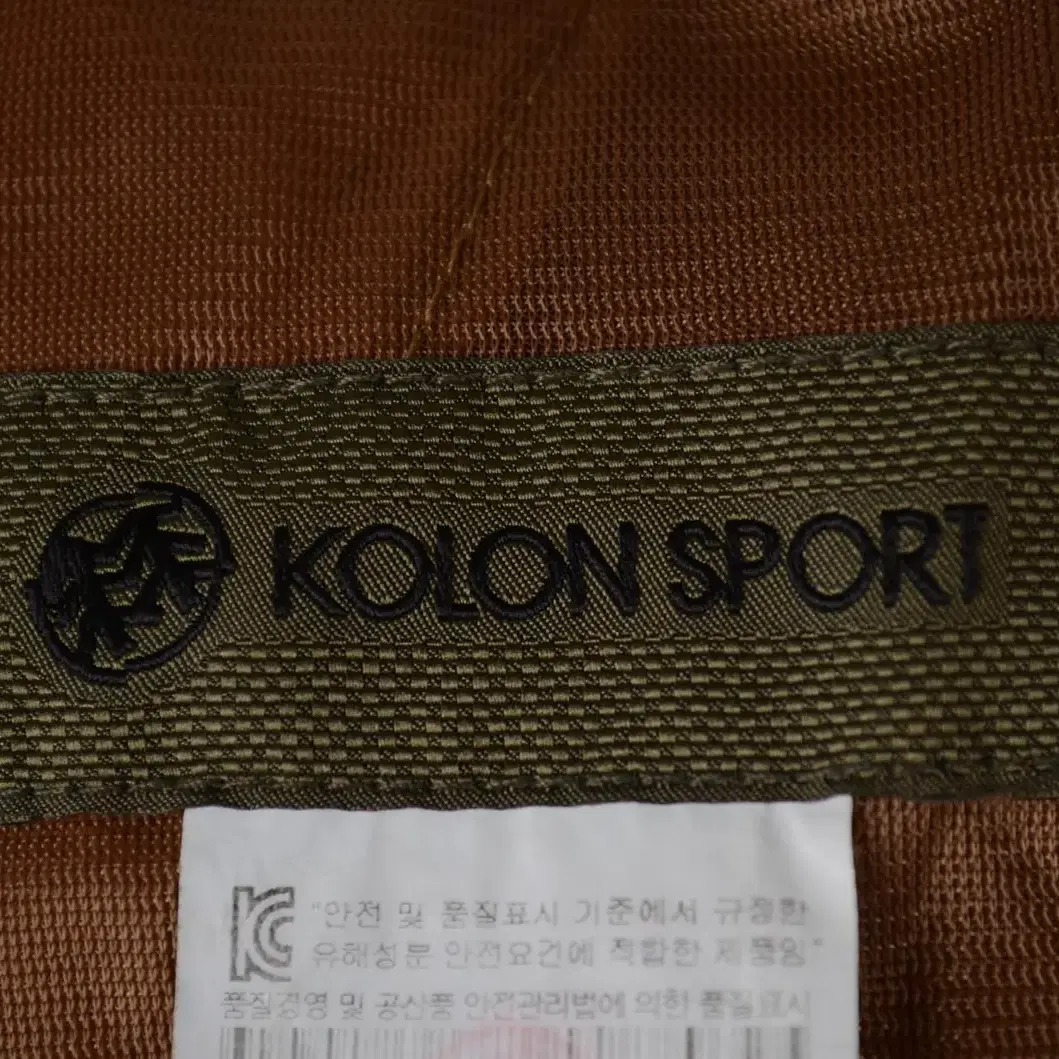 KOLON SPORT
KC "안전 및 품질표시 기준에서 규정한
유해성분 안전요건에 적합한 제품임"
품질경영 및 공산품 안전관리법에 의한 품질표시